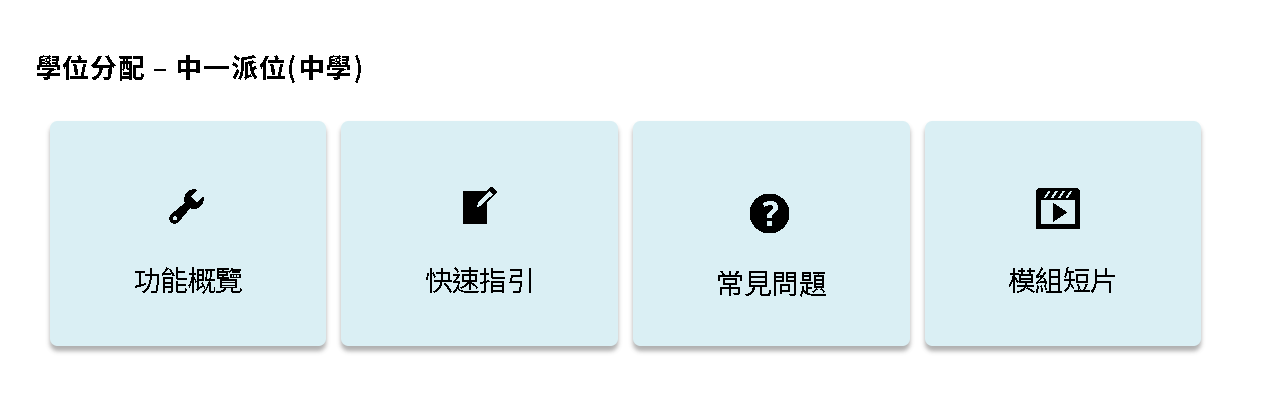 學位分配 – 中一派位(中學)
功能概覽
快速指引
常見問題
模組短片